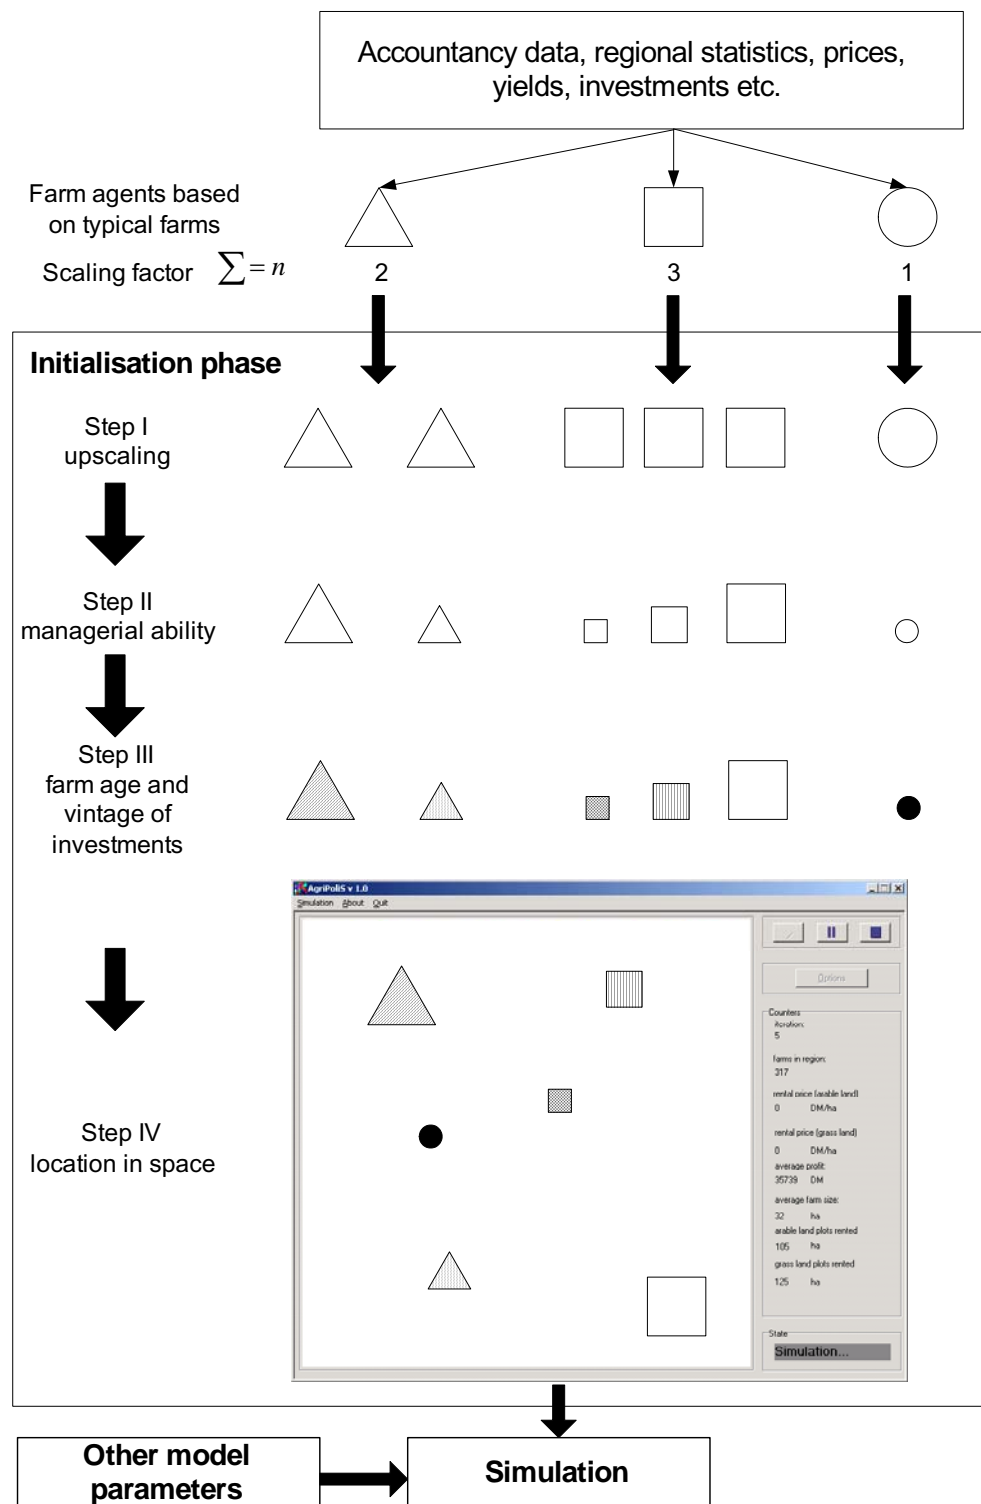 Accountancy data, regional statistics, prices,
yields, investments etc.
Farm agents based
on typical farms
Scaling factor ∑ = n
2
3
1
Initialisation phase
Step I
upscaling
Step II
managerial ability
Step III
farm age and
vintage of
investments
AgriPoliS v 1.0
Simulation About Quit
Options
Counters
iteration:
5
farms in region:
317
rental price (arable land)
0 DM/ha
rental price (grass land)
0 DM/ha
average profit:
35739 DM
average farm size:
32 ha
arable land plots rented
105 ha
grass land plots rented
125 ha
State
Simulation...
Step IV
location in space
Other model
parameters
Simulation